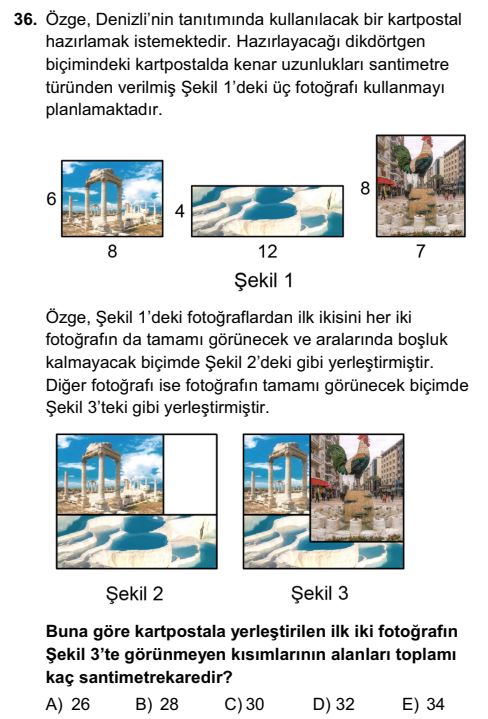 36. Özge, Denizli’nin tanıtımında kullanılacak bir kartpostal
hazırlamak istemektedir. Hazırlayacağı dikdörtgen
biçimindeki kartpostalda kenar uzunlukları santimetre
türünden verilmiş Şekil 1’deki üç fotoğrafı kullanmayı
planlamaktadır.
6
8
4
12
8
7
Şekil 1
Özge, Şekil 1’deki fotoğraflardan ilk ikisini her iki
fotoğrafın da tamamı görünecek ve aralarında boşluk
kalmayacak biçimde Şekil 2’deki gibi yerleştirmiştir.
Diğer fotoğrafı ise fotoğrafın tamamı görünecek biçimde
Şekil 3’teki gibi yerleştirmiştir.
Şekil 2
Şekil 3
Buna göre kartpostala yerleştirilen ilk iki fotoğrafın
Şekil 3’te görünmeyen kısımlarının alanları toplamı
kaç santimetrekaredir?
A) 26 B) 28 C) 30 D) 32 E) 34